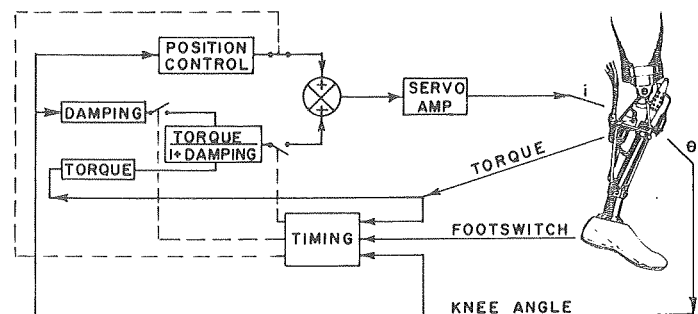 POSITION
CONTROL
DAMPING
TORQUE
1+ DAMPING
TORQUE
+
+
SERVO
AMP
i
θ
TORQUE
TIMING
FOOTSWITCH
KNEE ANGLE